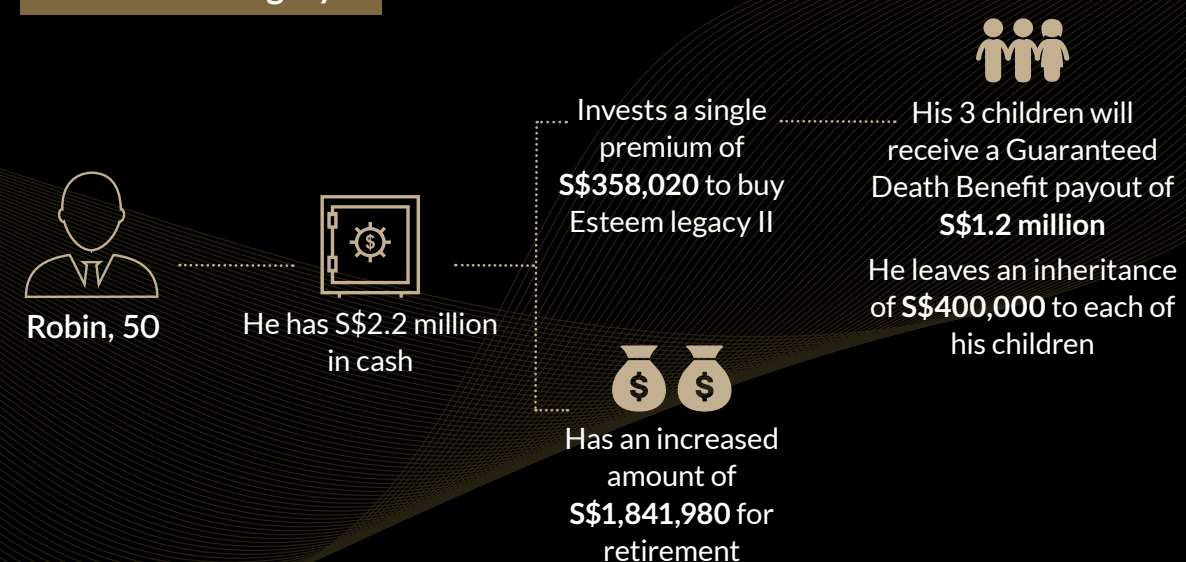 Robin, 50
He has S$2.2 million
in cash
Invests a single
premium of
S$358,020 to buy
Esteem legacy II
His 3 children will
receive a Guaranteed
Death Benefit payout of
S$1.2 million
He leaves an inheritance
of S$400,000 to each of
his children
$
$ $
Has an increased
amount of
S$1,841,980 for
retirement